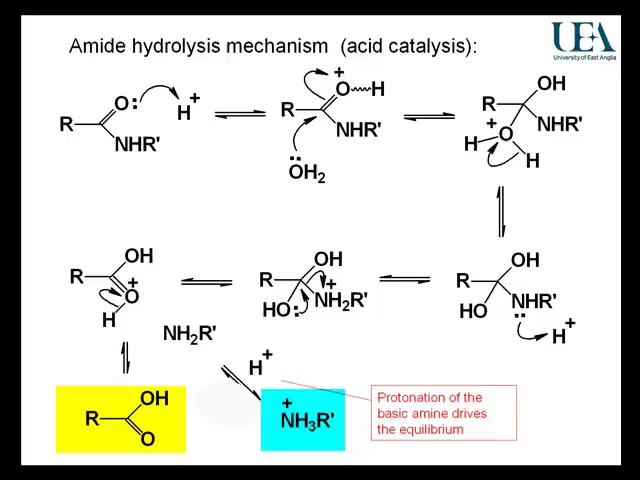 Amide hydrolysis mechanism (acid catalysis):
UEA
University of East Anglia
R
O:
NHR'
H+
R
+
O
H
NHR'
ÖH2
R
OH
NHR'
+
H
O
H
R
OH
+
O
H
NH2R'
R
OH
+
NH2R'
HO:
R
OH
NHR'
HO
H+
R
OH
O
H+
+
NH3R'
Protonation of the
basic amine drives
the equilibrium